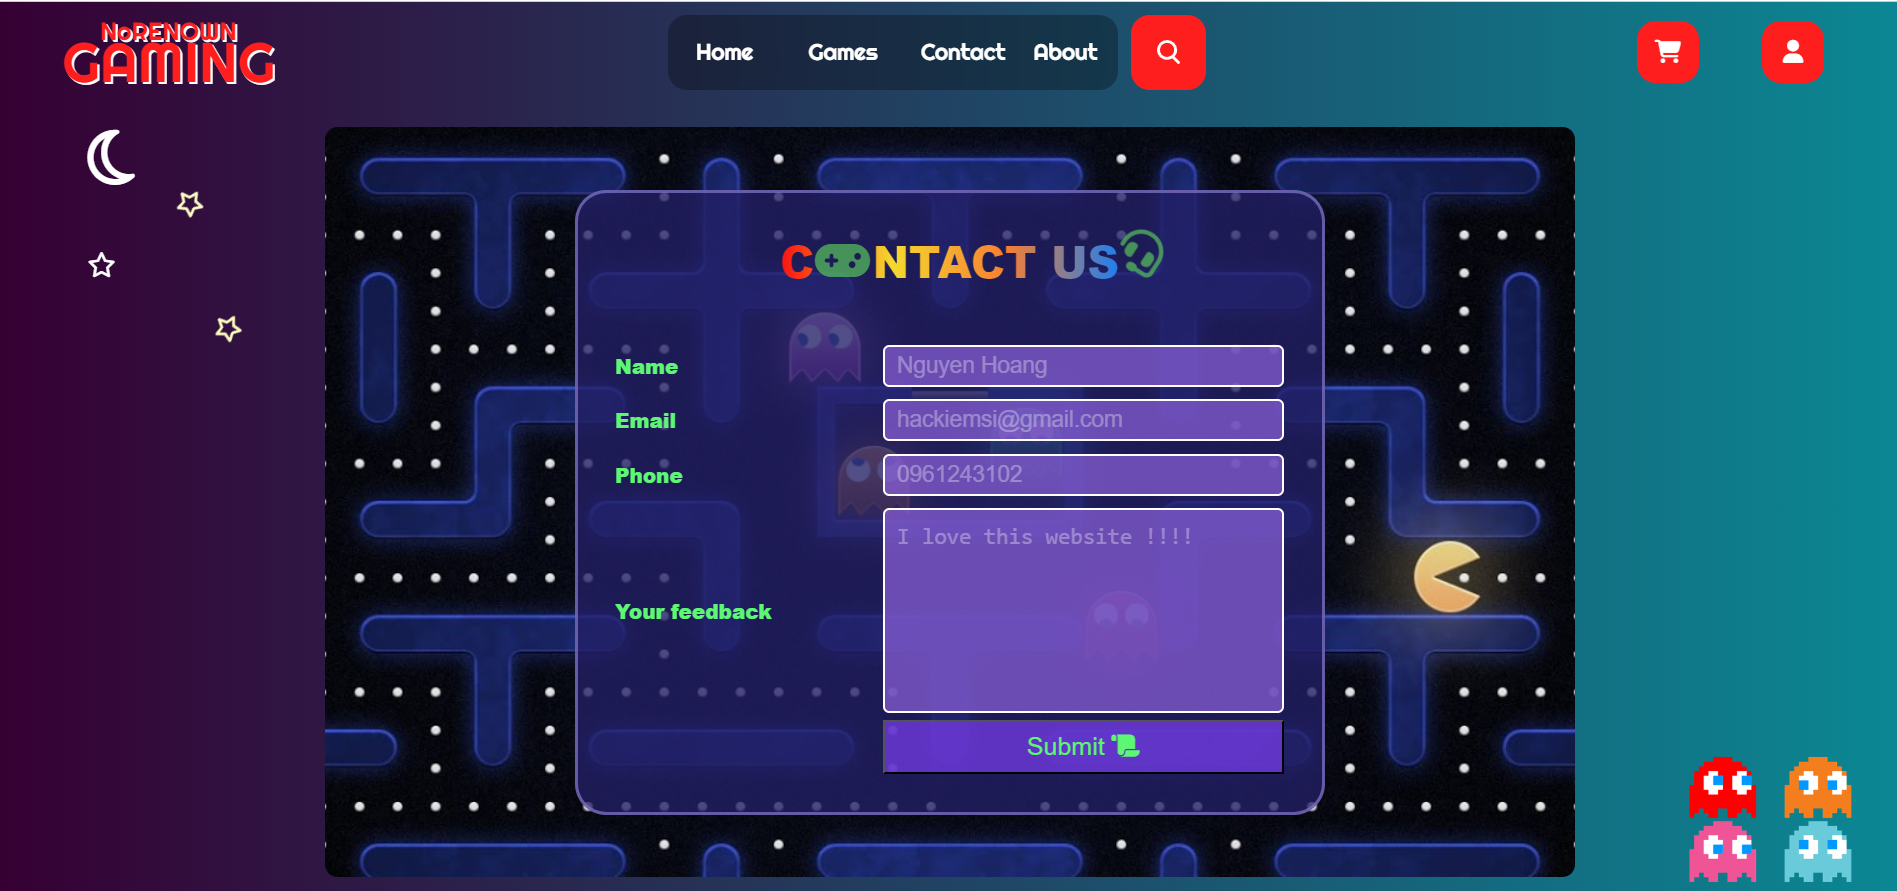 NoRENOWN
GAMING
Home Games Contact About
CONTACT US
Name
Nguyen Hoang
Email
hackiemsi@gmail.com
Phone
0961243102
I love this website !!!!
Your feedback
Submit